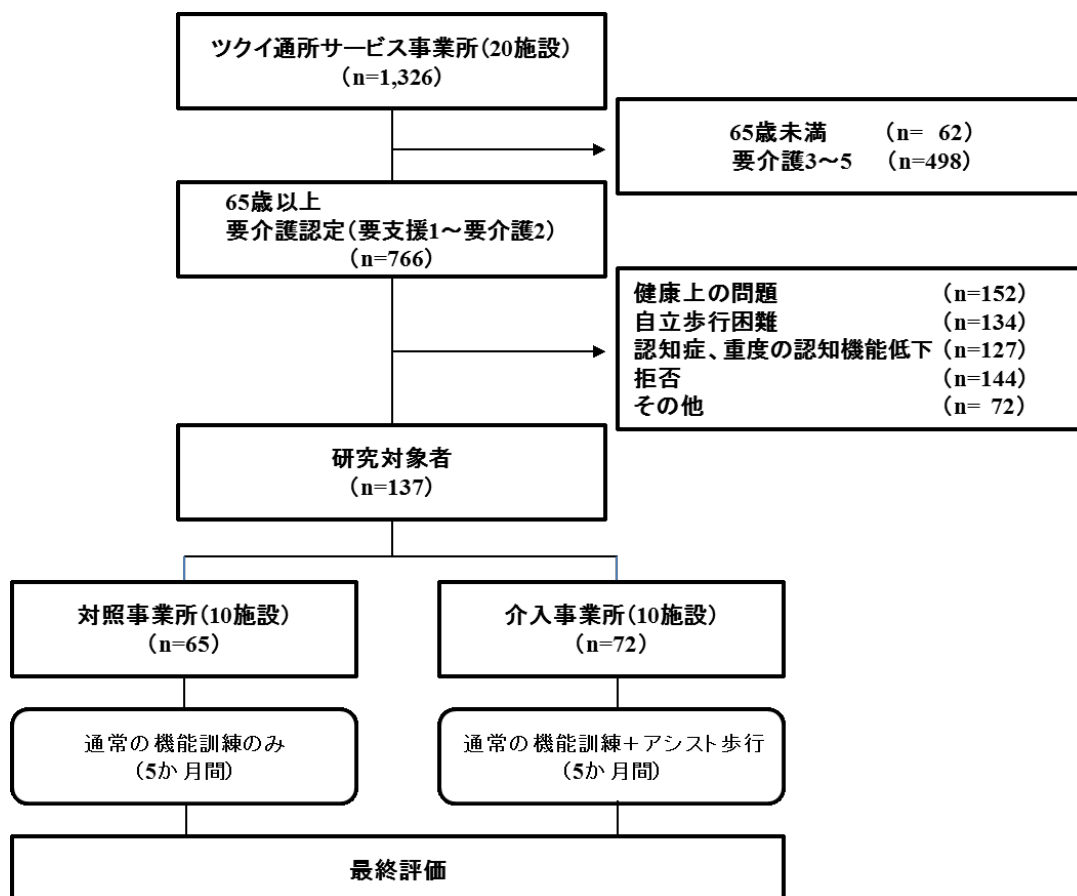 ツクイ通所サービス事業所（20施設）
（n=1,326）
65歳未満　　（n= 62）
要介護3～5　（n=498）
65歳以上
要介護認定（要支援1～要介護2）
（n=766）
健康上の問題　（n=152）
自立歩行困難　（n=134）
認知症、重度の認知機能低下（n=127）
拒否　（n=144）
その他　（n= 72）
研究対象者
（n=137）
対照事業所（10施設）
（n=65）
介入事業所（10施設）
（n=72）
通常の機能訓練のみ
（5か月間）
通常の機能訓練＋アシスト歩行
（5か月間）
最終評価